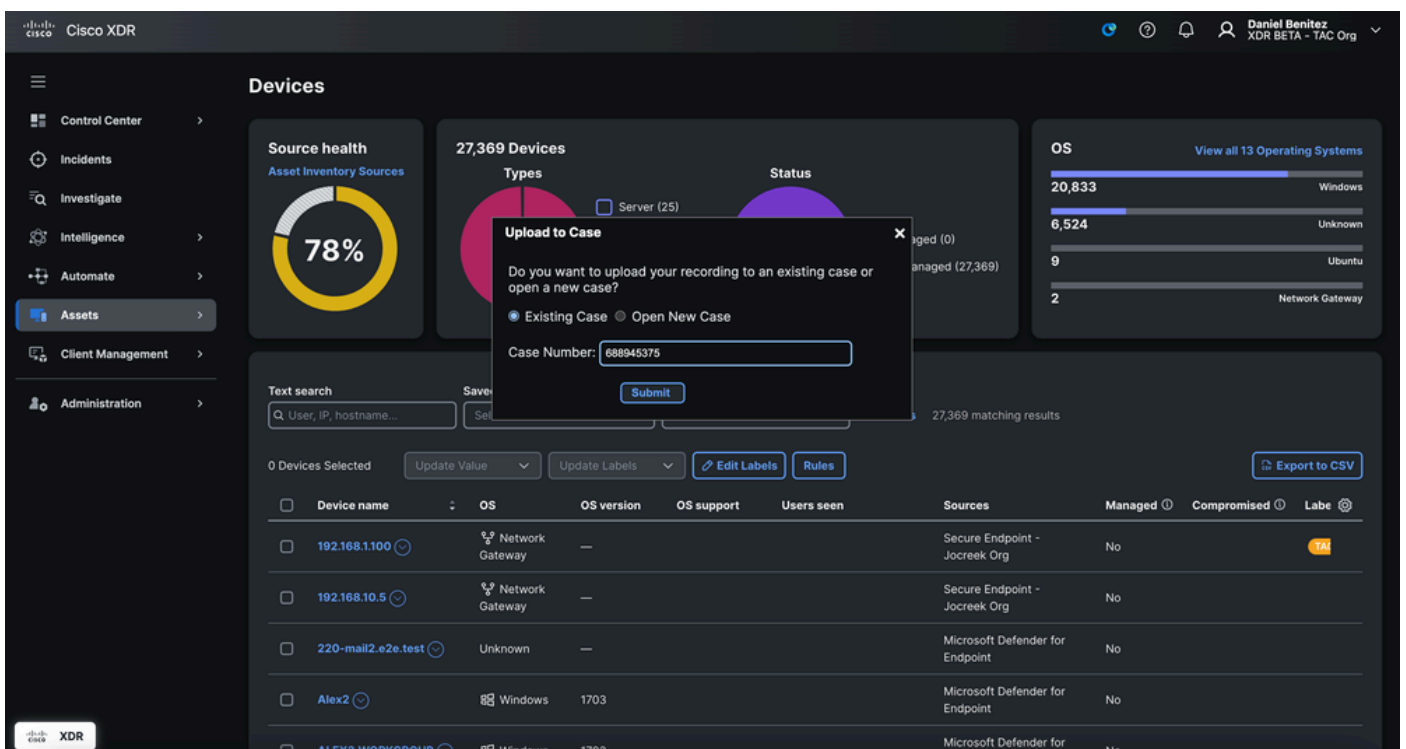 cisco Cisco XDR
Daniel Benitez
XDR BETA - TAC Org
Control Center
Incidents
Investigate
Intelligence
Automate
Assets
Client Management
Administration
cisco XDR
Devices
Source health
Asset Inventory Sources
78%
27,369 Devices
Types
Server (25)
Status
aged (0)
anaged (27,369)
OS
View all 13 Operating Systems
20,833 Windows
6,524 Unknown
9 Ubuntu
2 Network Gateway
Upload to Case
Do you want to upload your recording to an existing case or
open a new case?
Existing Case Open New Case
Case Number: 688945375
Submit
Text search
User, IP, hostname...
Save
Sel
27,369 matching results
0 Devices Selected Update Value Update Labels Edit Labels Rules Export to CSV
Device name OS OS version OS support Users seen Sources Managed Compromised Labe
192.168.1.100 Network Gateway — Secure Endpoint - Jocreek Org No TAC
192.168.10.5 Network Gateway — Secure Endpoint - Jocreek Org No
220-mail2.e2e.test Unknown — Microsoft Defender for Endpoint No
Alex2 Windows 1703 Microsoft Defender for Endpoint No
Microsoft Defender for